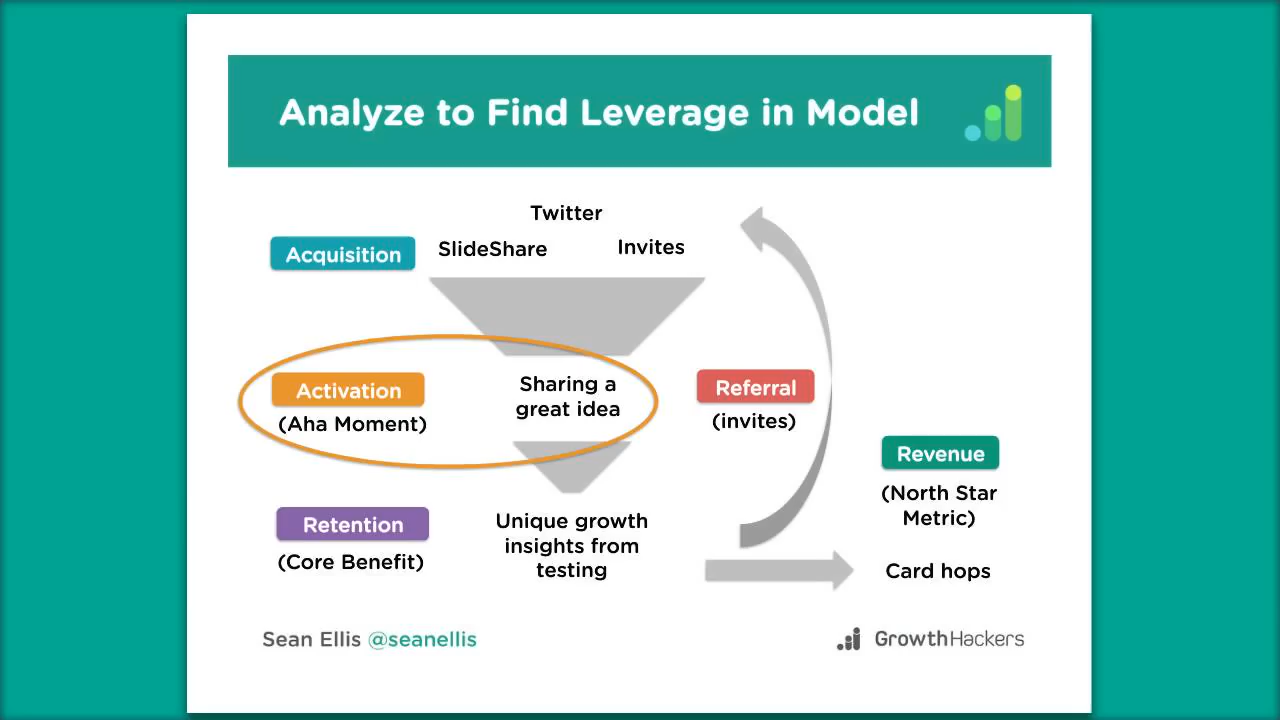 Analyze to Find Leverage in Model
Twitter
Acquisition
SlideShare
Invites
Activation
(Aha Moment)
Sharing a
great idea
Referral
(invites)
Revenue
(North Star
Metric)
Retention
(Core Benefit)
Unique growth
insights from
testing
Card hops
Sean Ellis @seanellis
GrowthHackers